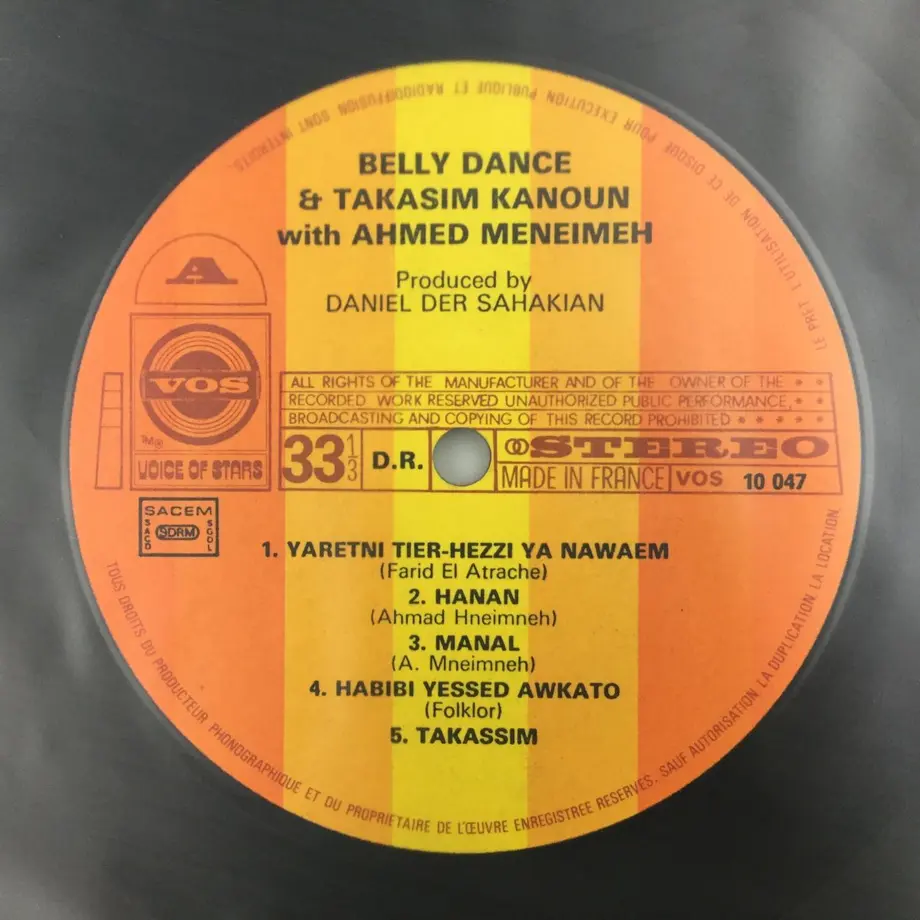 BELLY DANCE
& TAKASIM KANOUN
with AHMED MENEIMEH
Produced by
DANIEL DER SAHAKIAN
A
VOS
TM®
VOICE OF STARS
ALL RIGHTS OF THE MANUFACTURER AND OF THE OWNER OF THE
RECORDED WORK RESERVED UNAUTHORIZED PUBLIC PERFORMANCE,
BROADCASTING AND COPYING OF THIS RECORD PROHIBITED
33 1/3
D.R.
STEREO
MADE IN FRANCE
VOS 10 047
SACEM
SACD
SDRM
SGDL
1. YARETNI TIER-HEZZI YA NAWAEM
(Farid El Atrache)
2. HANAN
(Ahmad Hneimneh)
3. MANAL
(A. Mneimneh)
4. HABIBI YESSED AWKATO
(Folklor)
5. TAKASSIM
TOUS DROITS DU PRODUCTEUR PHONOGRAPHIQUE ET DU PROPRIETAIRE DE L'ŒUVRE ENREGISTREE RESERVES. SAUF AUTORISATION LA DUPLICATION LA LOCATION
LE PRET L'UTILISATION DE CE DISQUE POUR EXECUTION PUBLIQUE ET RADIODIFFUSION SONT INTERDITS.